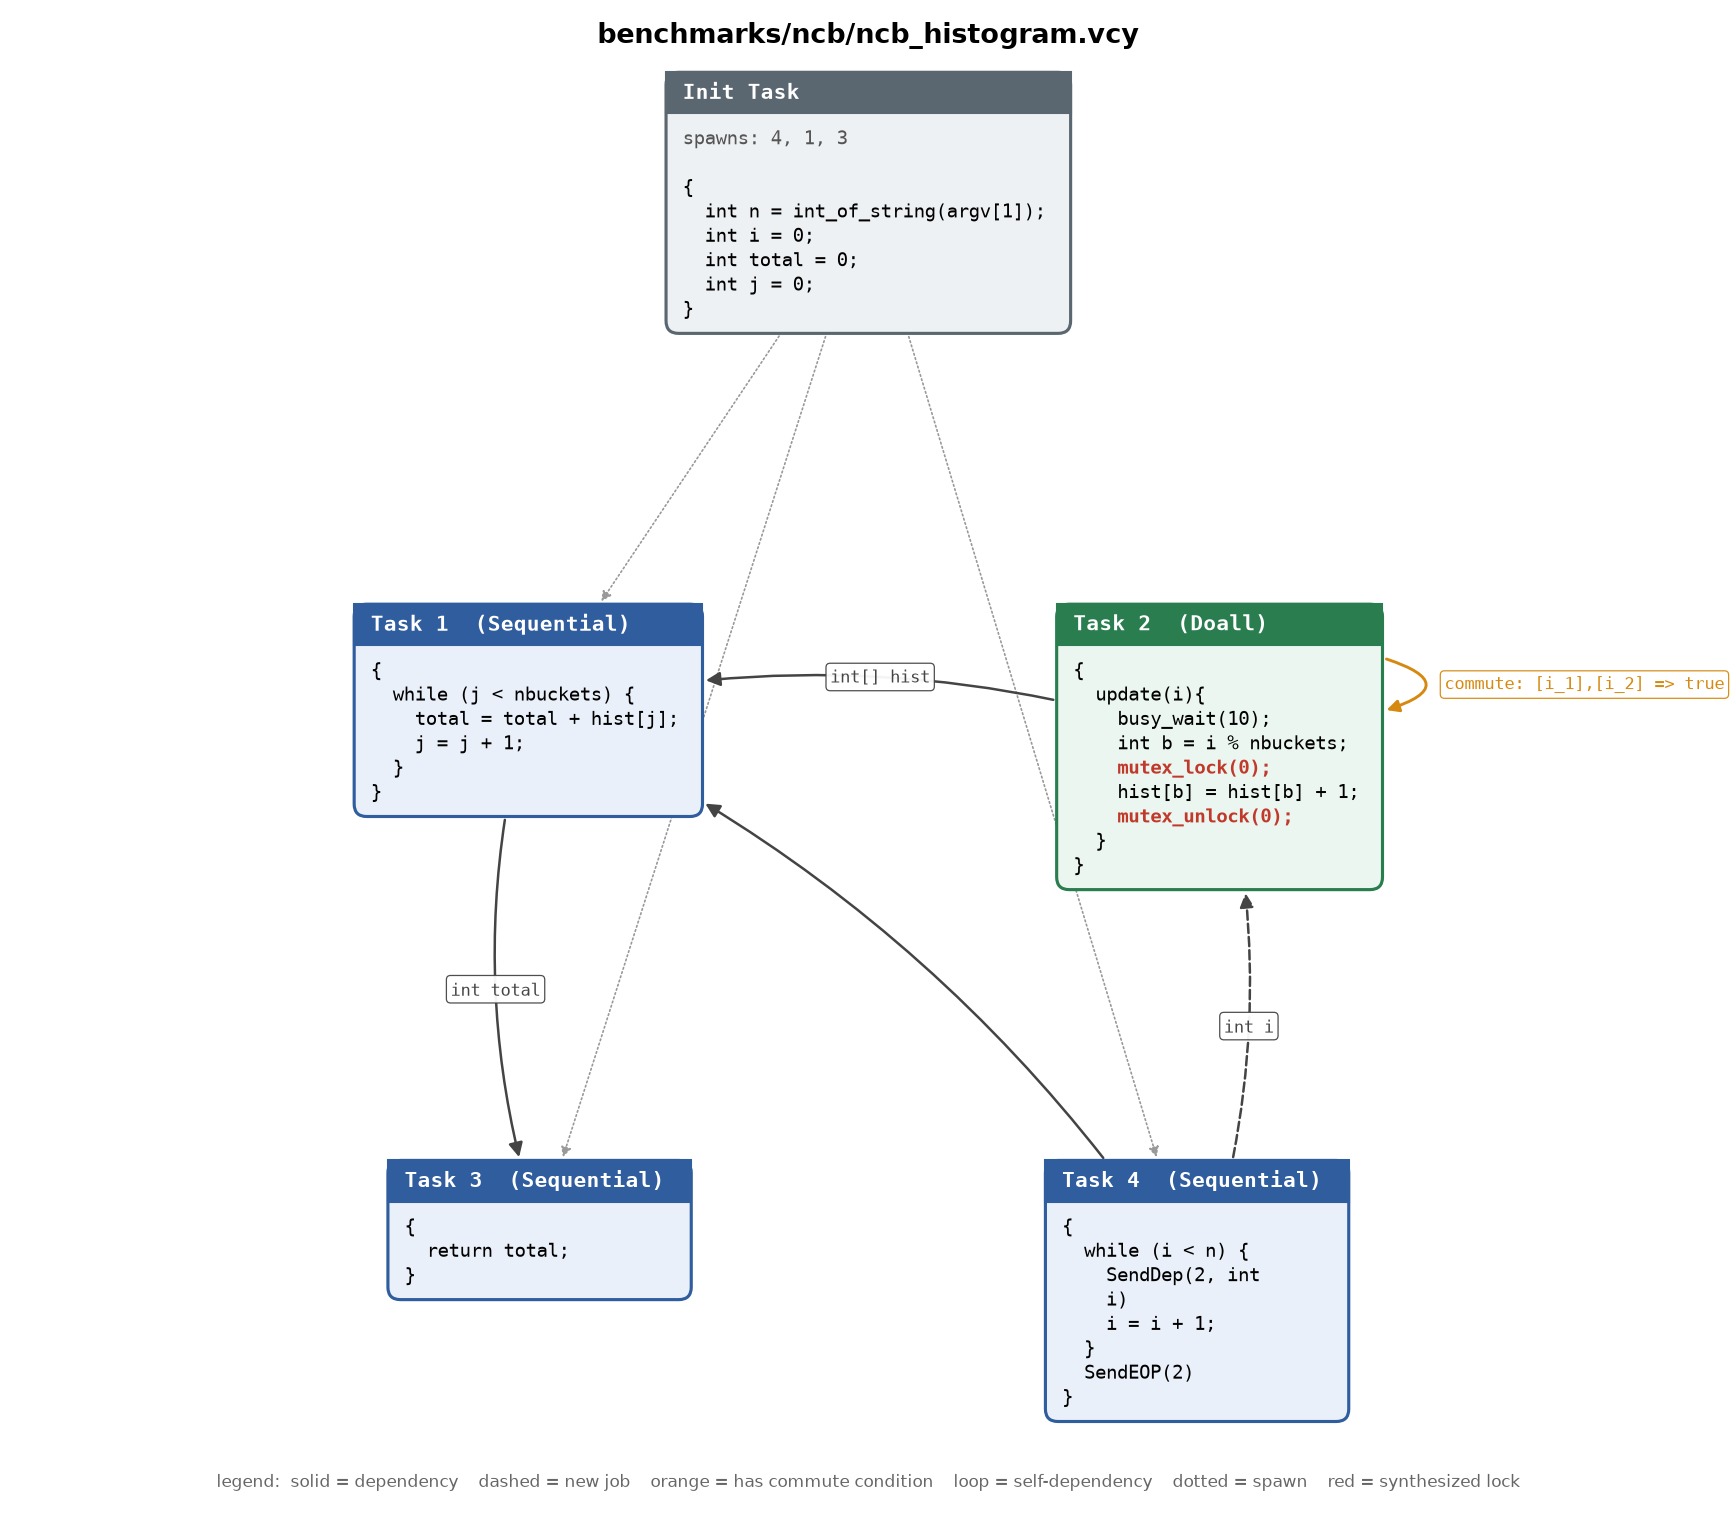 benchmarks/ncb/ncb_histogram.vcy
Init Task
spawns: 4, 1, 3
{
  int n = int_of_string(argv[1]);
  int i = 0;
  int total = 0;
  int j = 0;
}
Task 1  (Sequential)
{
  while (j < nbuckets) {
    total = total + hist[j];
    j = j + 1;
  }
}
int[] hist
Task 2  (Doall)
{
  update(i){
    busy_wait(10);
    int b = i % nbuckets;
    mutex_lock(0);
    hist[b] = hist[b] + 1;
    mutex_unlock(0);
  }
}
commute: [i_1],[i_2] => true
int total
int i
Task 3  (Sequential)
{
  return total;
}
Task 4  (Sequential)
{
  while (i < n) {
    SendDep(2, int
    i)
    i = i + 1;
  }
  SendEOP(2)
}
legend:  solid = dependency    dashed = new job    orange = has commute condition    loop = self-dependency    dotted = spawn    red = synthesized lock